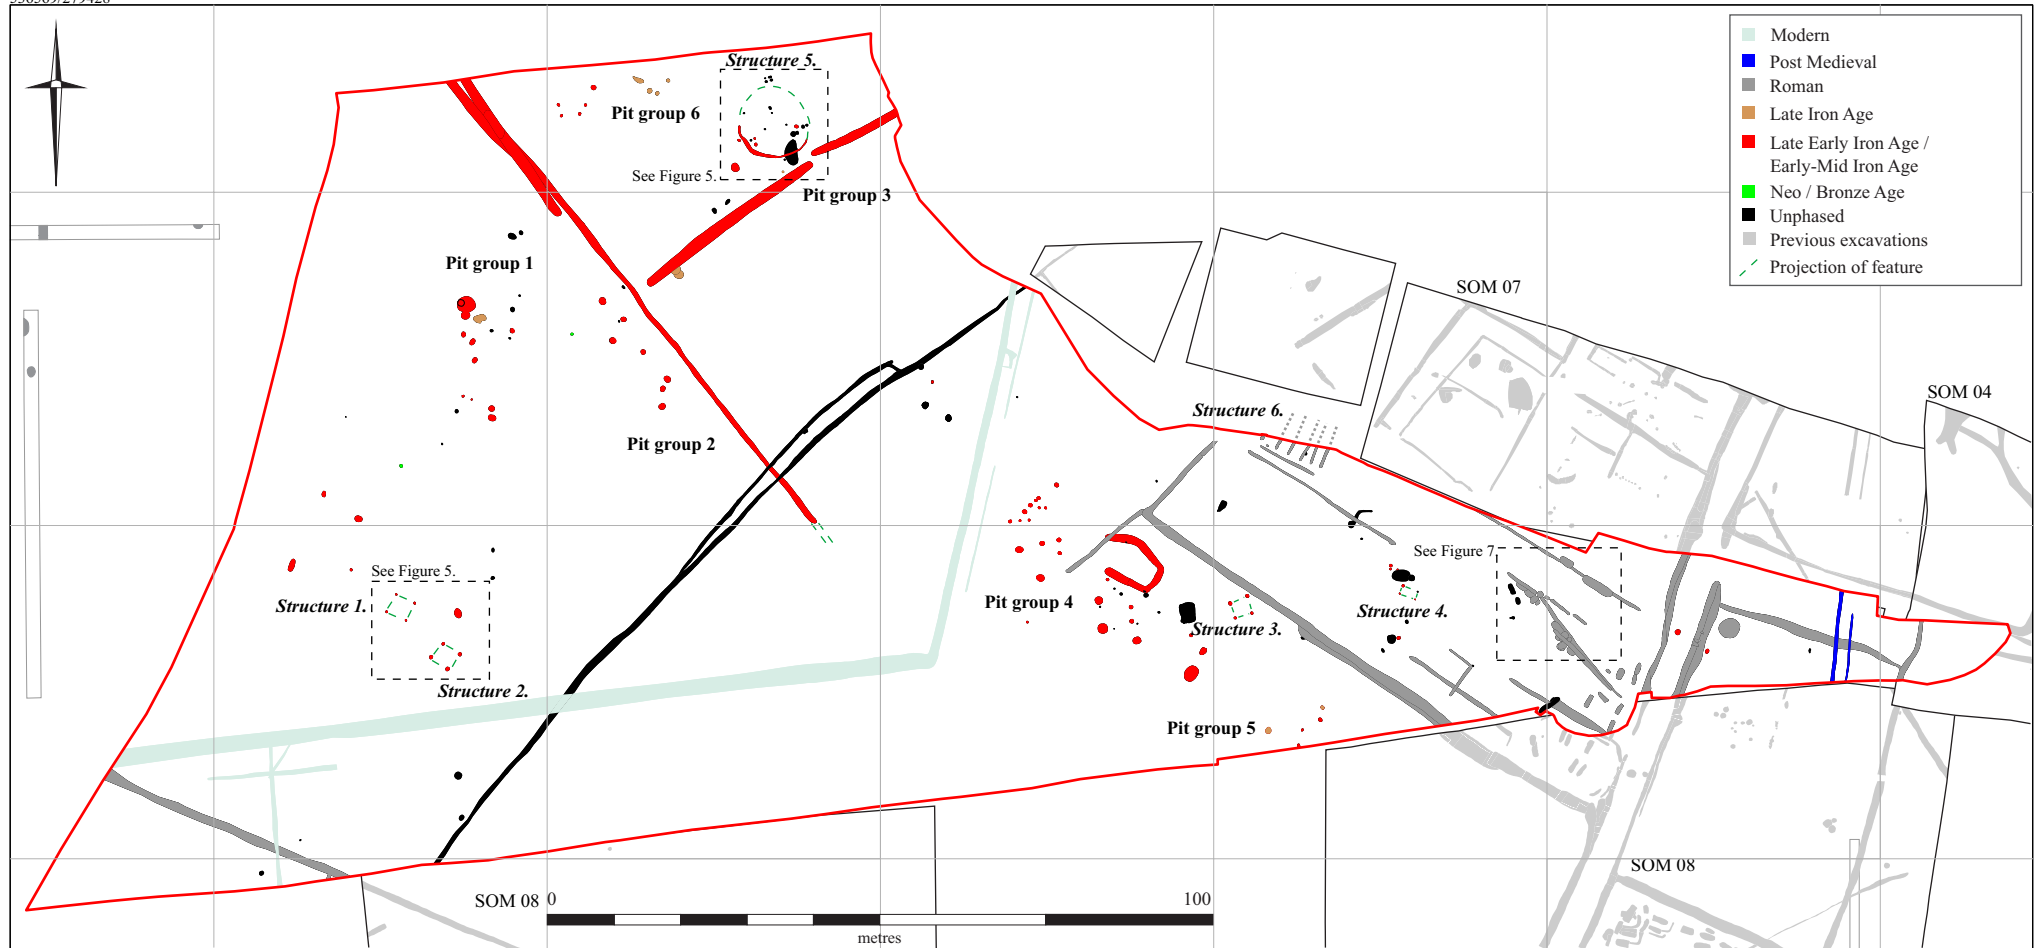 Modern
Post Medieval
Roman
Late Iron Age
Late Early Iron Age /
Early-Mid Iron Age
Neo / Bronze Age
Unphased
Previous excavations
Projection of feature
Structure 5.
Pit group 6
See Figure 5.
Pit group 3
Pit group 1
SOM 07
SOM 04
Structure 6.
Pit group 2
See Figure 7
See Figure 5.
Structure 1.
Pit group 4
Structure 4.
Structure 3.
Structure 2.
Pit group 5
SOM 08
SOM 08
0
100
metres